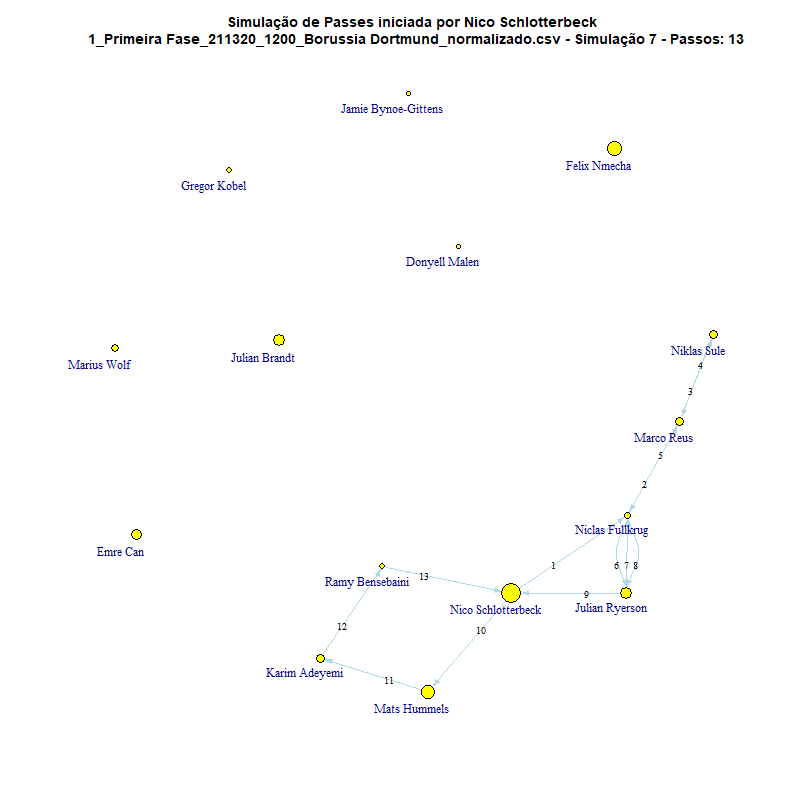 Simulação de Passes iniciada por Nico Schlotterbeck
1_Primeira Fase_211320_1200_Borussia Dortmund_normalizado.csv - Simulação 7 - Passos: 13
Jamie Bynoe-Gittens
Felix Nmecha
Gregor Kobel
Donyell Malen
Niklas Sule
Julian Brandt
Marius Wolf
4
3
Marco Reus
5
2
Niclas Fullkrug
Emre Can
1
6
7
8
13
Ramy Bensebaini
9
Nico Schlotterbeck
Julian Ryerson
12
10
Karim Adeyemi
11
Mats Hummels